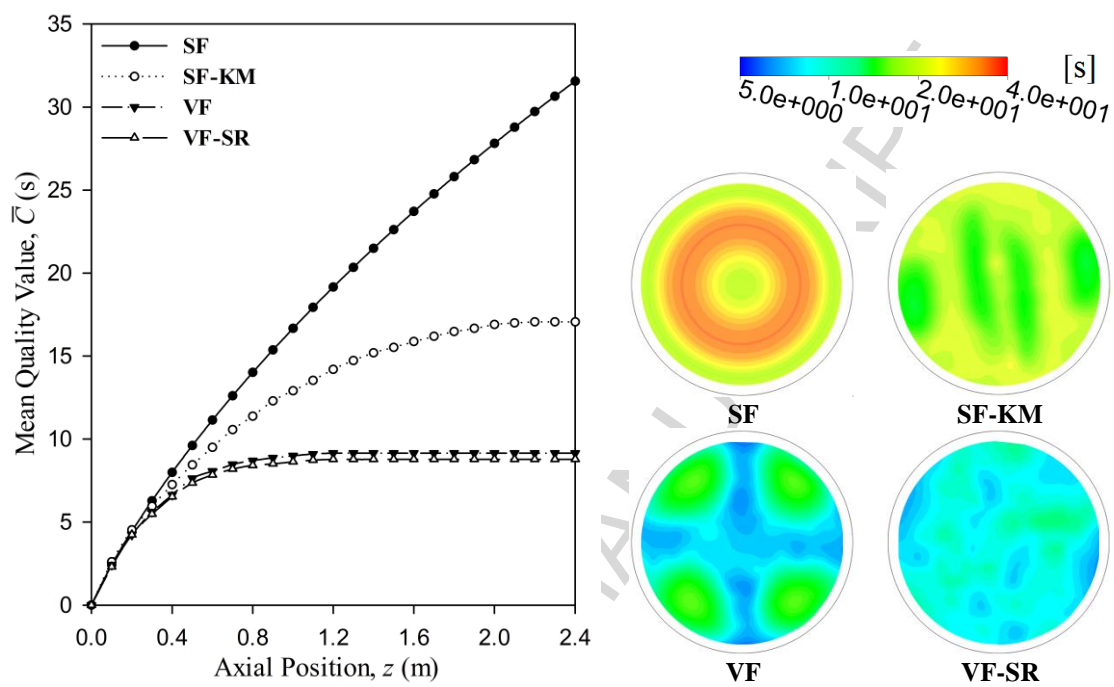 35
30
25
20
15
10
5
0
Mean Quality Value, C̅ (s)
SF
SF-KM
VF
VF-SR
0.0 0.4 0.8 1.2 1.6 2.0 2.4
Axial Position, z (m)
[s]
5.0e+000 1.0e+001 2.0e+001 4.0e+001
SF SF-KM
VF VF-SR